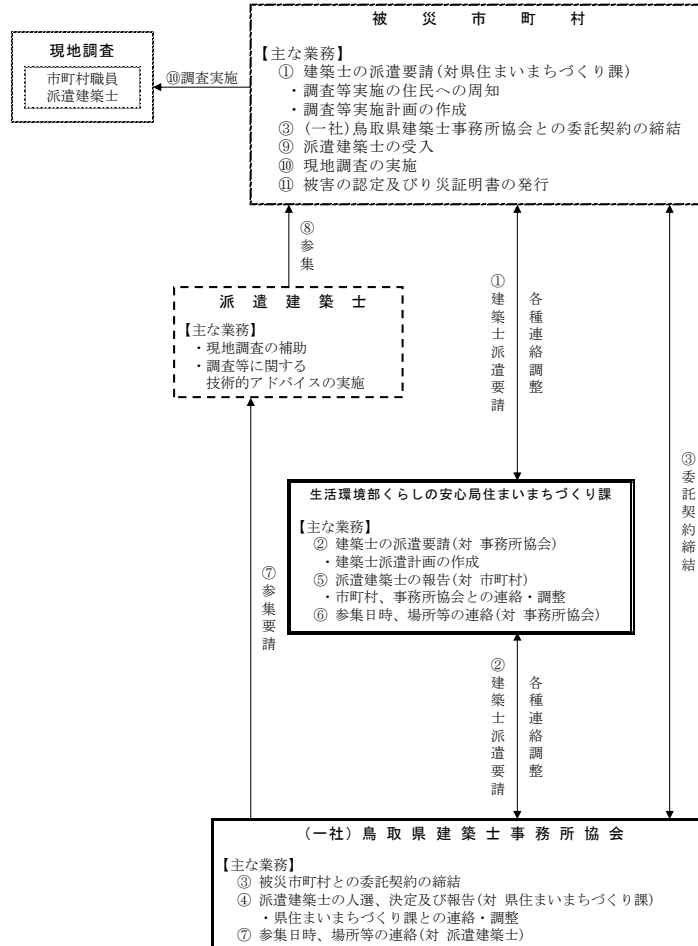 被災市町村
【主な業務】
① 建築士の派遣要請(対県住まいまちづくり課)
・調査等実施の住民への周知
・調査等実施計画の作成
③ (一社)鳥取県建築士事務所協会との委託契約の締結
⑨ 派遣建築士の受入
⑩ 現地調査の実施
⑪ 被害の認定及びり災証明書の発行
現地調査
市町村職員
派遣建築士
⑩調査実施
⑧参集
派遣建築士
【主な業務】
・現地調査の補助
・調査等に関する
技術的アドバイスの実施
①建築士派遣要請
各種連絡調整
③委託契約締結
生活環境部くらしの安心局住まいまちづくり課
【主な業務】
② 建築士の派遣要請(対 事務所協会)
・建築士派遣計画の作成
⑤ 派遣建築士の報告(対 市町村)
・市町村、事務所協会との連絡・調整
⑥ 参集日時、場所等の連絡(対 事務所協会)
⑦参集要請
②建築士派遣要請
各種連絡調整
(一社)鳥取県建築士事務所協会
【主な業務】
③ 被災市町村との委託契約の締結
④ 派遣建築士の人選、決定及び報告(対 県住まいまちづくり課)
・県住まいまちづくり課との連絡・調整
⑦ 参集日時、場所等の連絡(対 派遣建築士)